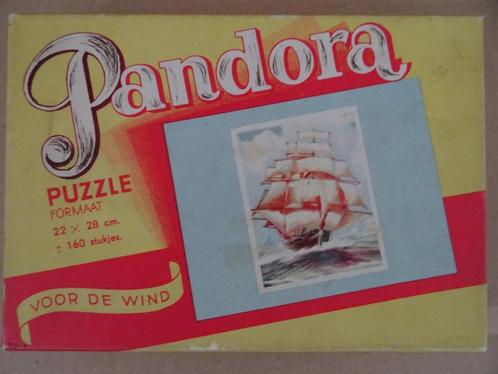 Pandora
PUZZLE
FORMAAT
22 x 28 cm.
± 160 stukjes.
VOOR DE WIND